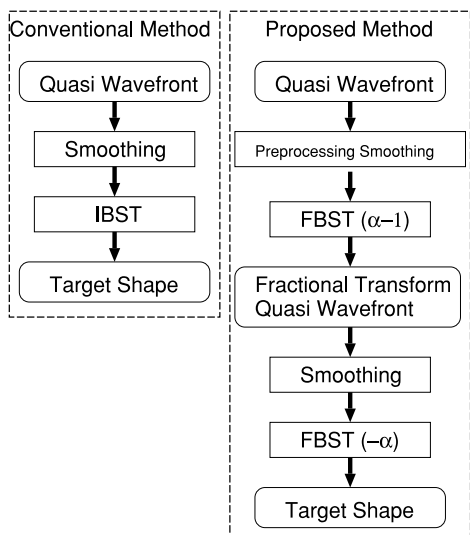 Conventional Method
Quasi Wavefront
Smoothing
IBST
Target Shape
Proposed Method
Quasi Wavefront
Preprocessing Smoothing
FBST (α−1)
Fractional Transform
Quasi Wavefront
Smoothing
FBST (−α)
Target Shape